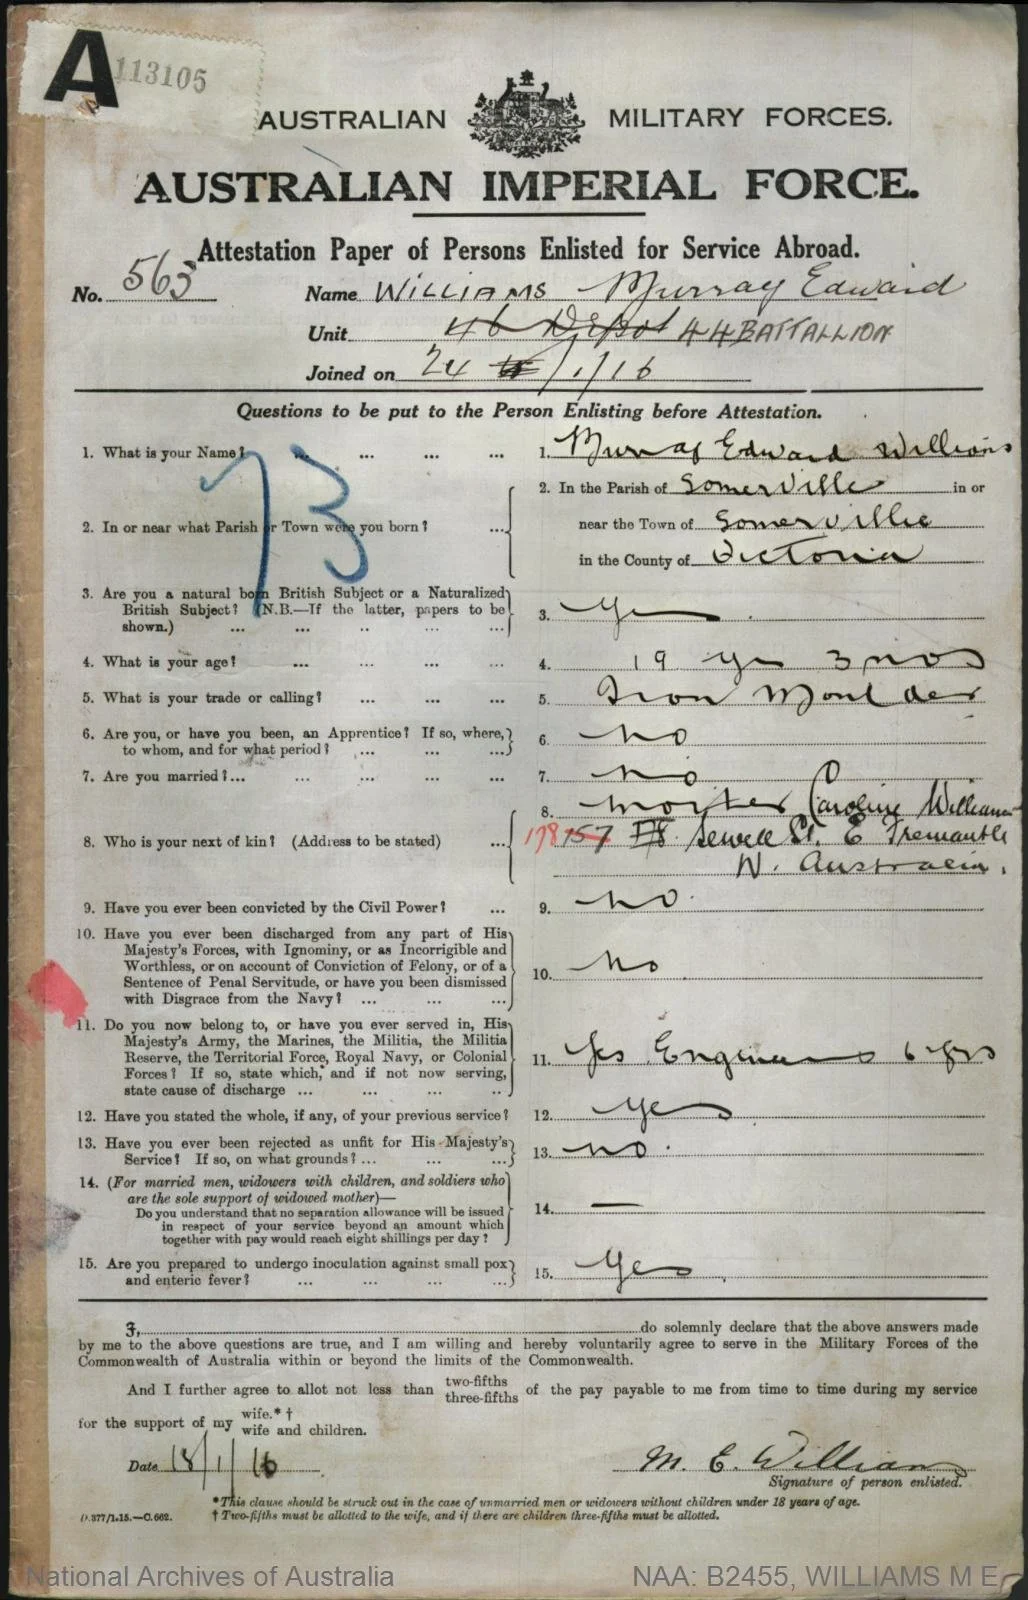 A 113105
AUSTRALIAN MILITARY FORCES.
AUSTRALIAN IMPERIAL FORCE.
Attestation Paper of Persons Enlisted for Service Abroad.
No. 563 Name WILLIAMS Murray Edward
Unit 46 Depot 44 BATTALLION
Joined on 24/1/16
Questions to be put to the Person Enlisting before Attestation.
73
1. What is your Name? ... ... ... ... 1. Murray Edward Williams
2. In or near what Parish or Town were you born? ... 2. In the Parish of Somerville in or
near the Town of Somerville
in the County of Victoria
3. Are you a natural born British Subject or a Naturalized
British Subject? (N.B.—If the latter, papers to be
shown.) ... ... .. ... ... 3. Yes
4. What is your age? ... ... ... ... 4. 19 yrs 3 mos
5. What is your trade or calling? ... ... ... 5. Iron Moulder
6. Are you, or have you been, an Apprentice? If so, where,
to whom, and for what period? ... ... ... 6. No
7. Are you married?... ... ... ... ... 7. No
8. Who is your next of kin? (Address to be stated) ... 8. Mother Caroline Williams
178 157 Sewell St. E Fremantle
W. Australia.
9. Have you ever been convicted by the Civil Power? ... 9. No
10. Have you ever been discharged from any part of His
Majesty's Forces, with Ignominy, or as Incorrigible and
Worthless, or on account of Conviction of Felony, or of a
Sentence of Penal Servitude, or have you been dismissed
with Disgrace from the Navy? ... ... ... 10. No
11. Do you now belong to, or have you ever served in, His
Majesty's Army, the Marines, the Militia, the Militia
Reserve, the Territorial Force, Royal Navy, or Colonial
Forces? If so, state which, and if not now serving,
state cause of discharge ... ... ... .. 11. Yes Engineers 6 yrs
12. Have you stated the whole, if any, of your previous service? 12. Yes
13. Have you ever been rejected as unfit for His Majesty's
Service? If so, on what grounds? ... ... ... 13. No
14. (For married men, widowers with children, and soldiers who
are the sole support of widowed mother)—
Do you understand that no separation allowance will be issued
in respect of your service beyond an amount which
together with pay would reach eight shillings per day? 14. —
15. Are you prepared to undergo inoculation against small pox
and enteric fever? ... ... ... ... 15. Yes
I, do solemnly declare that the above answers made
by me to the above questions are true, and I am willing and hereby voluntarily agree to serve in the Military Forces of the
Commonwealth of Australia within or beyond the limits of the Commonwealth.
And I further agree to allot not less than two-fifths three-fifths of the pay payable to me from time to time during my service
for the support of my wife.*† wife and children.
Date 18/1/16 M. E. Williams
Signature of person enlisted.
*This clause should be struck out in the case of unmarried men or widowers without children under 18 years of age.
D.377/1.15.—C.662. † Two-fifths must be allotted to the wife, and if there are children three-fifths must be allotted.
National Archives of Australia NAA: B2455, WILLIAMS M E